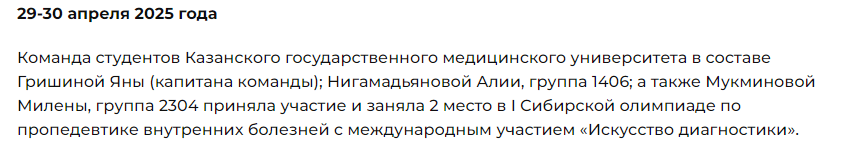 29-30 апреля 2025 года
Команда студентов Казанского государственного медицинского университета в составе
Гришиной Яны (капитана команды); Нигамадьяновой Алии, группа 1406; а также Мукминовой
Милены, группа 2304 приняла участие и заняла 2 место в I Сибирской олимпиаде по
пропедевтике внутренних болезней с международным участием «Искусство диагностики».